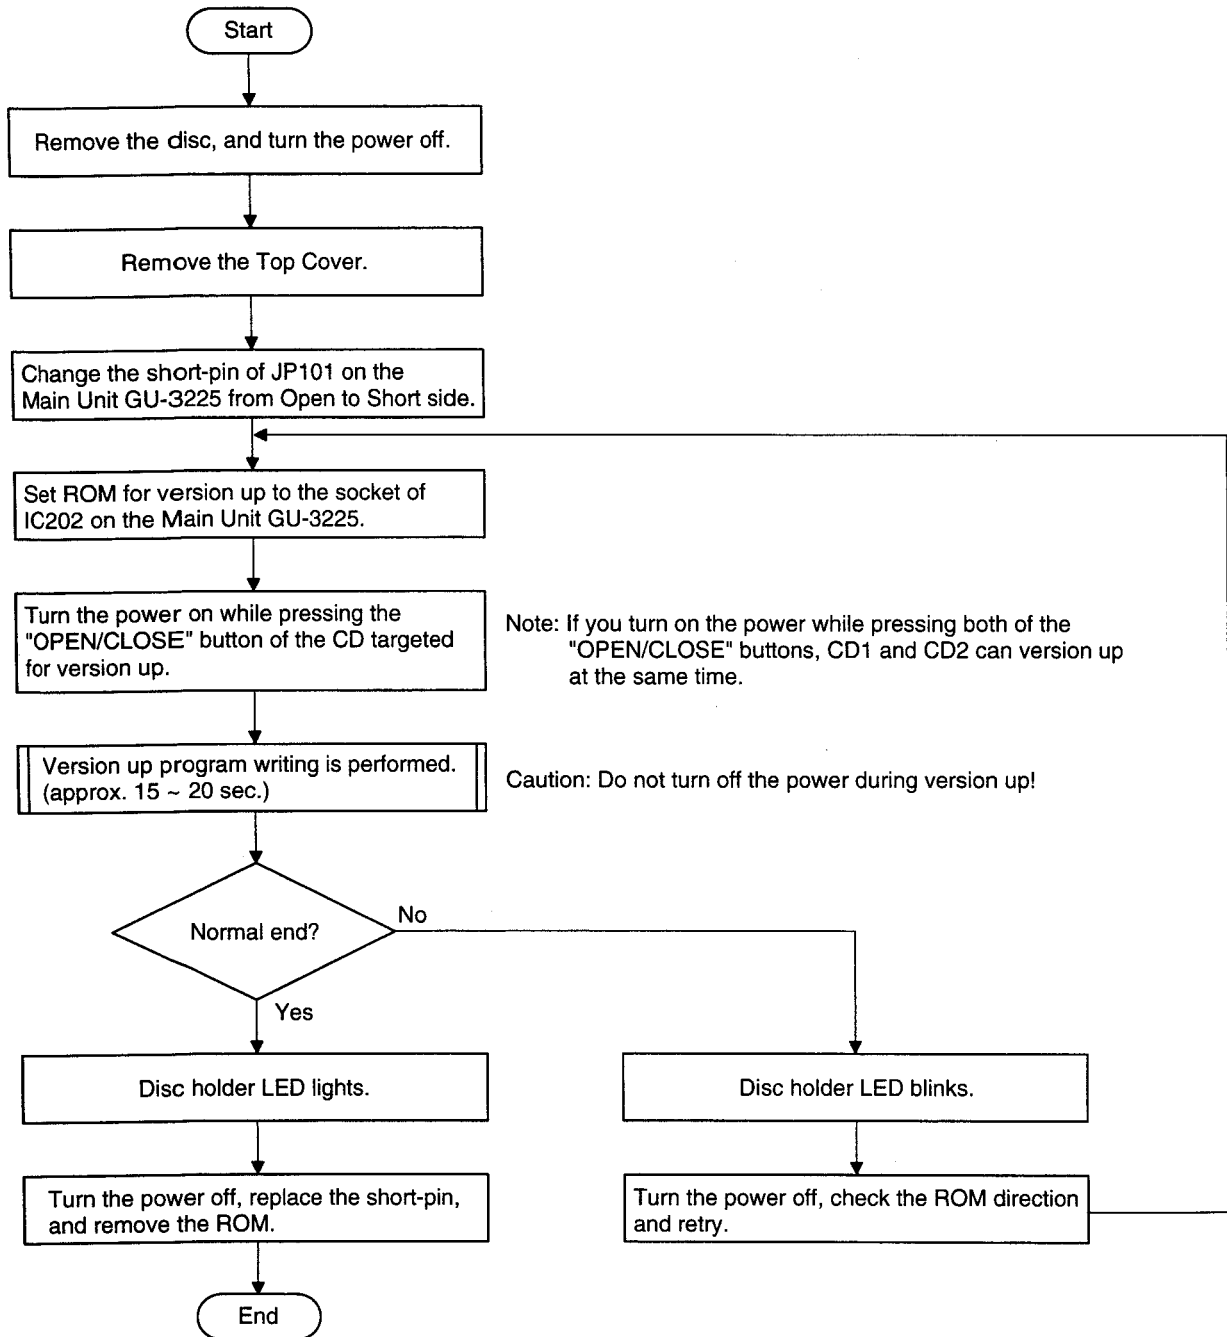 Start
Remove the disc, and turn the power off.
Remove the Top Cover.
Change the short-pin of JP101 on the
Main Unit GU-3225 from Open to Short side.
Set ROM for version up to the socket of
IC202 on the Main Unit GU-3225.
Turn the power on while pressing the
"OPEN/CLOSE" button of the CD targeted
for version up.
Note: If you turn on the power while pressing both of the
"OPEN/CLOSE" buttons, CD1 and CD2 can version up
at the same time.
Version up program writing is performed.
(approx. 15 ~ 20 sec.)
Caution: Do not turn off the power during version up!
Normal end?
No
Yes
Disc holder LED lights.
Disc holder LED blinks.
Turn the power off, replace the short-pin,
and remove the ROM.
Turn the power off, check the ROM direction
and retry.
End